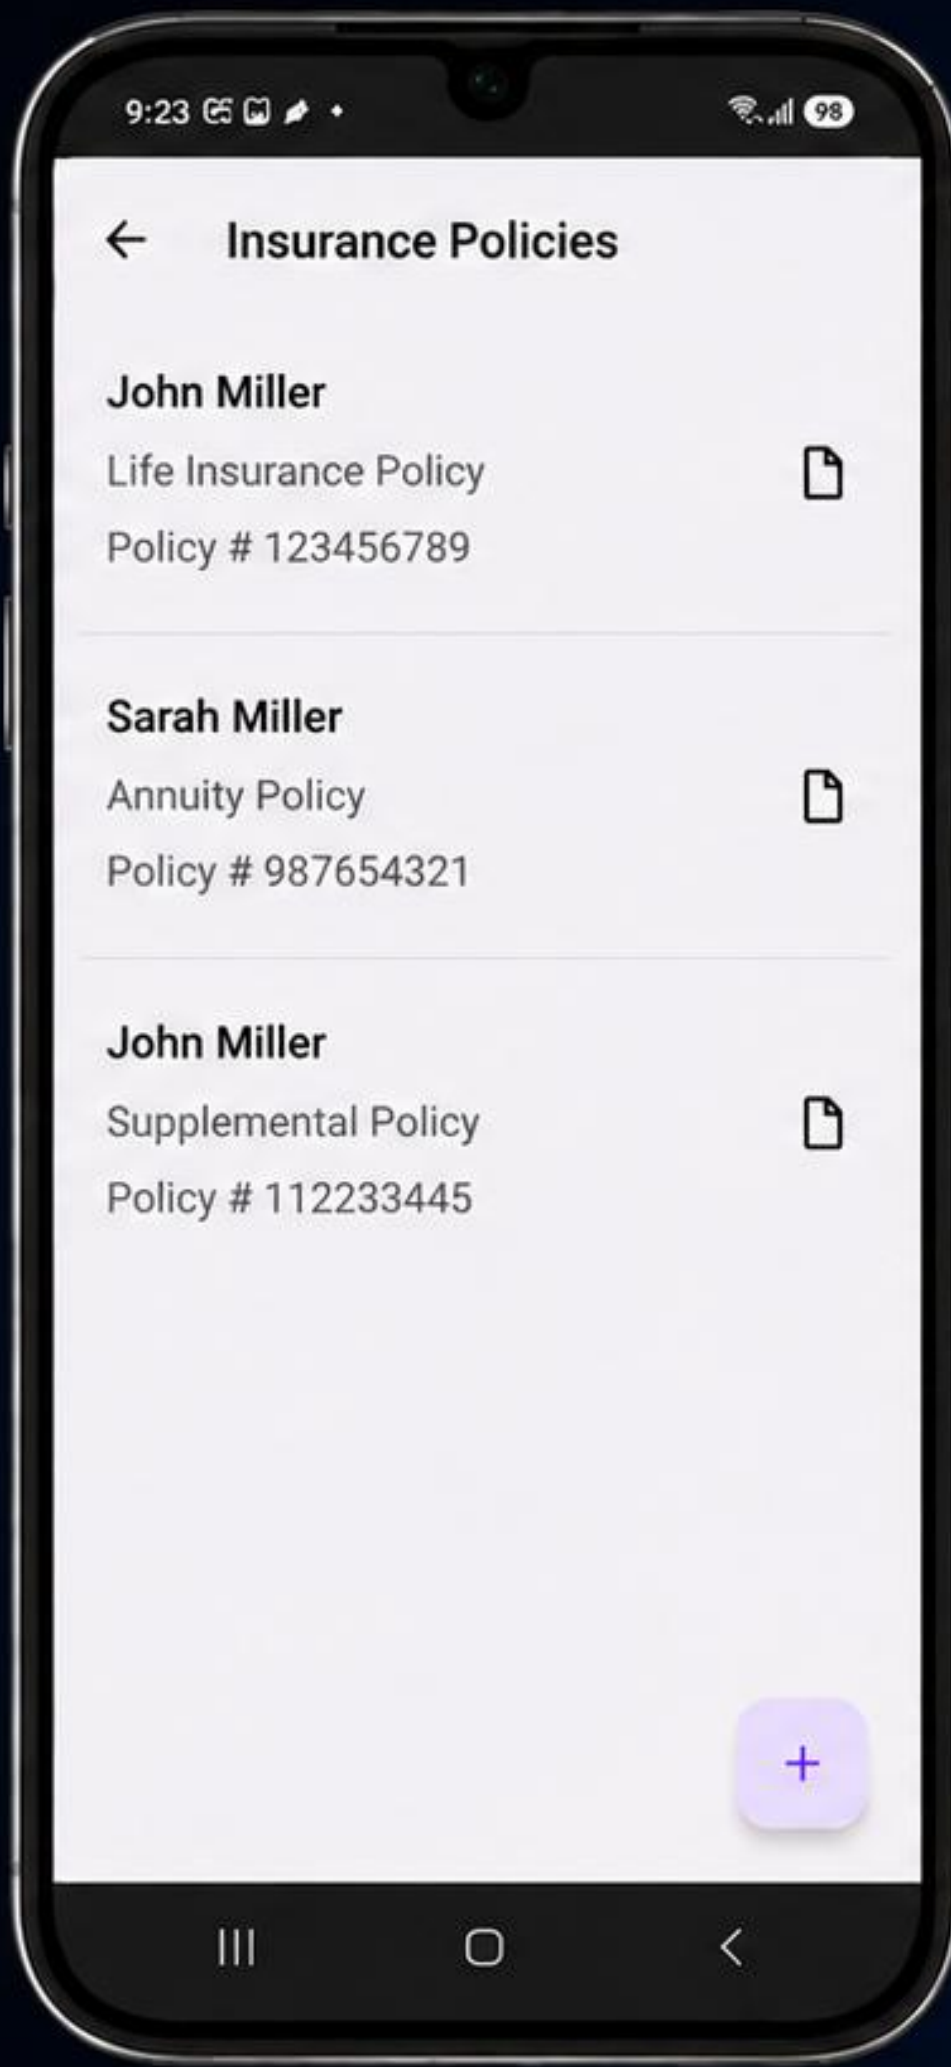 9:23
98
Insurance Policies
John Miller
Life Insurance Policy
Policy # 123456789
Sarah Miller
Annuity Policy
Policy # 987654321
John Miller
Supplemental Policy
Policy # 112233445